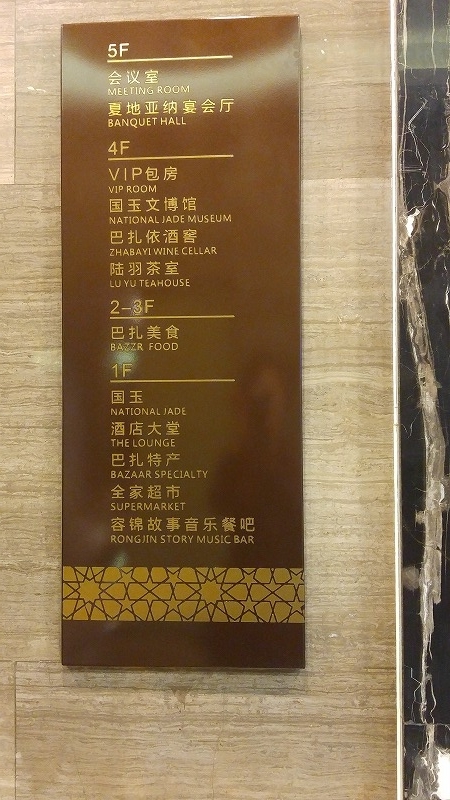 5F
会议室
MEETING ROOM
夏地亚纳宴会厅
BANQUET HALL
4F
VIP包房
VIP ROOM
国玉文博馆
NATIONAL JADE MUSEUM
巴扎依酒窖
ZHABAYI WINE CELLAR
陆羽茶室
LU YU TEAHOUSE
2-3F
巴扎美食
BAZZR FOOD
1F
国玉
NATIONAL JADE
酒店大堂
THE LOUNGE
巴扎特产
BAZAAR SPECIALTY
全家超市
SUPERMARKET
容锦故事音乐餐吧
RONGJIN STORY MUSIC BAR